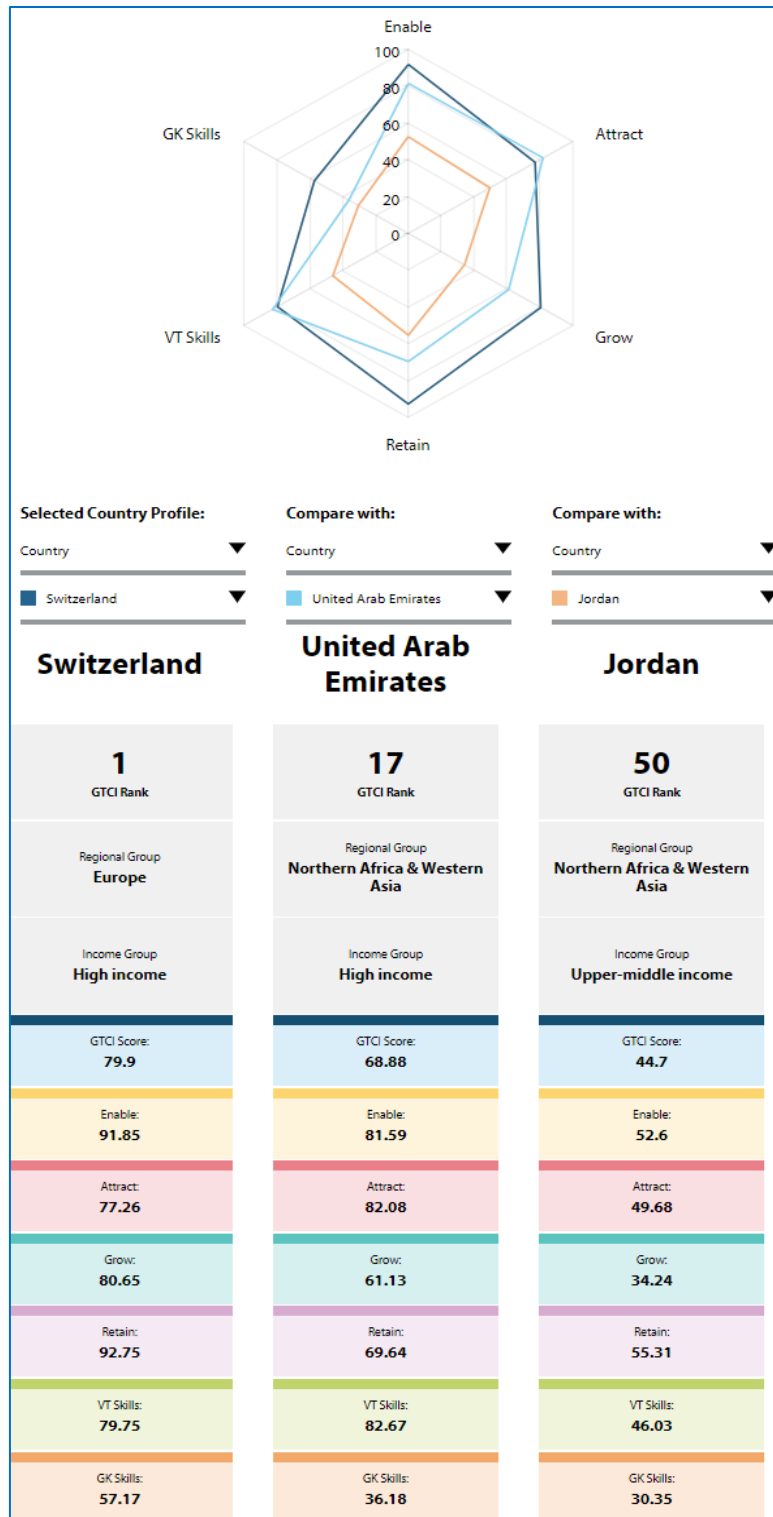 Enable
100
80
60
40
20
0
GK Skills
Attract
VT Skills
Grow
Retain
Selected Country Profile:
Compare with:
Compare with:
Country
Country
Country
Switzerland
United Arab Emirates
Jordan
Switzerland
United Arab
Emirates
Jordan
1
GTCI Rank
17
GTCI Rank
50
GTCI Rank
Regional Group
Europe
Regional Group
Northern Africa & Western
Asia
Regional Group
Northern Africa & Western
Asia
Income Group
High income
Income Group
High income
Income Group
Upper-middle income
GTCI Score:
79.9
GTCI Score:
68.88
GTCI Score:
44.7
Enable:
91.85
Enable:
81.59
Enable:
52.6
Attract:
77.26
Attract:
82.08
Attract:
49.68
Grow:
80.65
Grow:
61.13
Grow:
34.24
Retain:
92.75
Retain:
69.64
Retain:
55.31
VT Skills:
79.75
VT Skills:
82.67
VT Skills:
46.03
GK Skills:
57.17
GK Skills:
36.18
GK Skills:
30.35